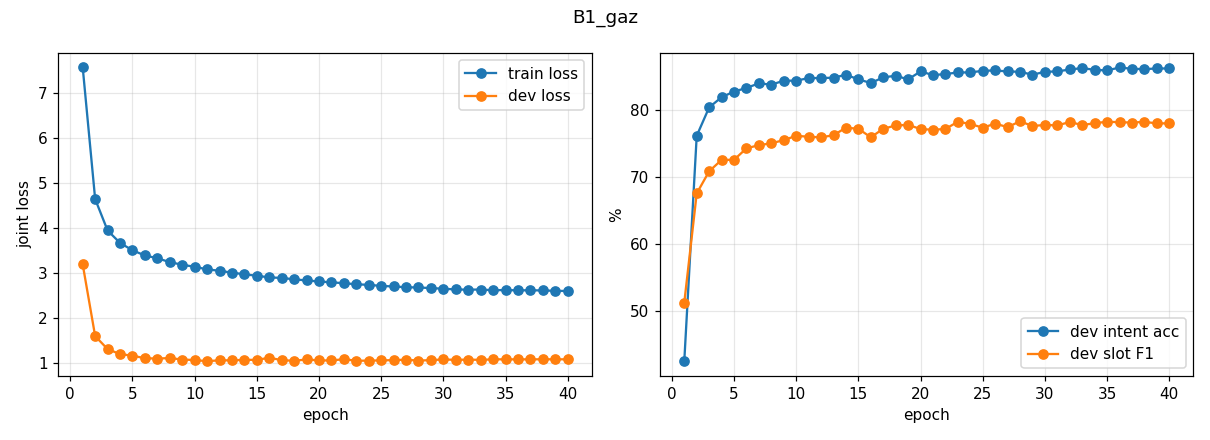 B1_gaz
joint loss
7
6
5
4
3
2
1
0 5 10 15 20 25 30 35 40
epoch
train loss
dev loss
%
80
70
60
50
0 5 10 15 20 25 30 35 40
epoch
dev intent acc
dev slot F1